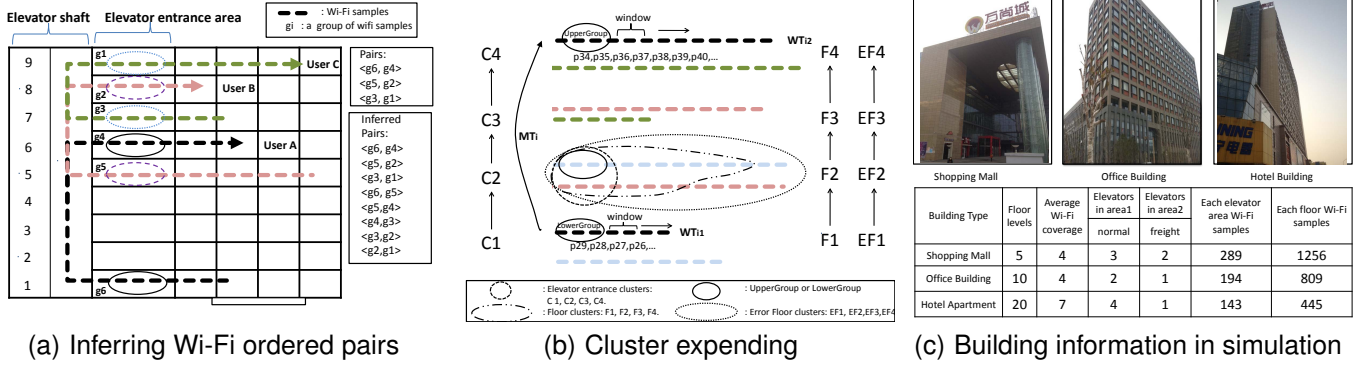 Elevator shaft
Elevator entrance area
: Wi-Fi samples
gi : a group of wifi samples
9
8
7
6
5
4
3
2
1
g1
g2
g3
g4
g5
g6
User C
User B
User A
Pairs:
<g6, g4>
<g5, g2>
<g3, g1>
Inferred
Pairs:
<g6, g4>
<g5, g2>
<g3, g1>
<g6, g5>
<g5,g4>
<g4,g3>
<g3,g2>
<g2,g1>
(a) Inferring Wi-Fi ordered pairs
window
UpperGroup
WTi2
p34,p35,p36,p37,p38,p39,p40,...
C4
C3
C2
C1
MTi
F4
F3
F2
F1
EF4
EF3
EF2
EF1
window
LowerGroup
WTi1
p29,p28,p27,p26,...
: Elevator entrance clusters:
C 1, C2, C3, C4.
: UpperGroup or LowerGroup
: Floor clusters: F1, F2, F3, F4.
: Error Floor clusters: EF1, EF2,EF3,EF4
(b) Cluster expending
万尚城
NING
电器
Shopping Mall
Office Building
Hotel Building
Building Type
Floor levels
Average Wi-Fi coverage
Elevators in area1
normal
Elevators in area2
freight
Each elevator area Wi-Fi samples
Each floor Wi-Fi samples
Shopping Mall 5 4 3 2 289 1256
Office Building 10 4 2 1 194 809
Hotel Apartment 20 7 4 1 143 445
(c) Building information in simulation